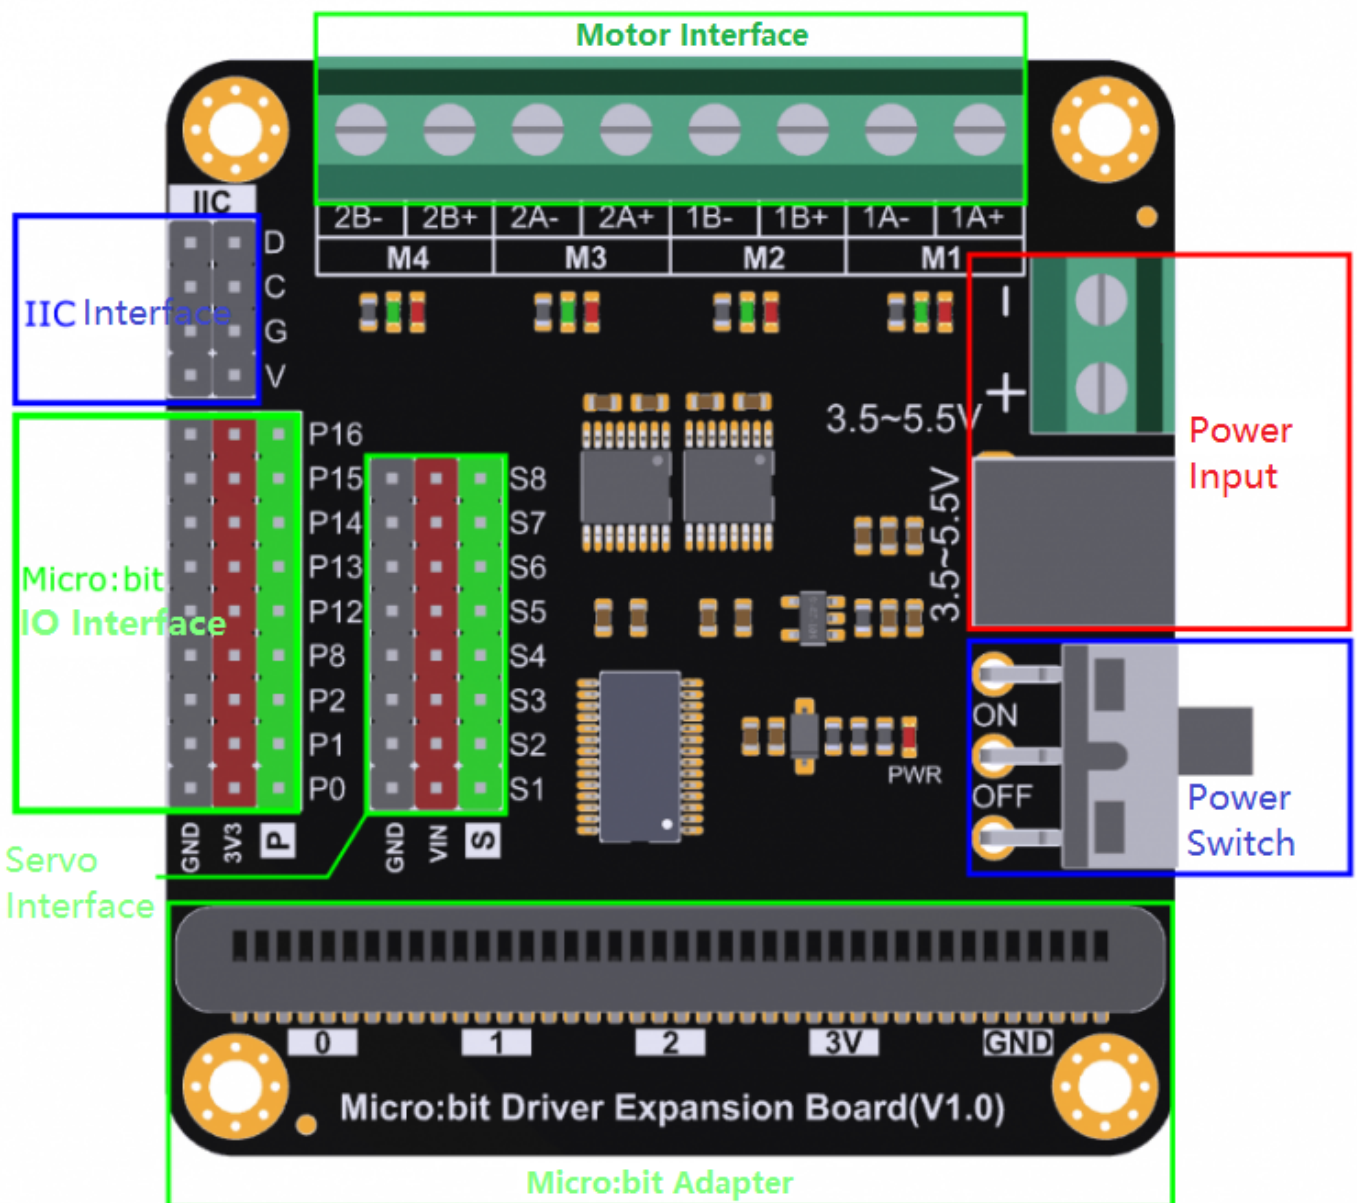 Motor Interface
IIC
2B- 2B+ 2A- 2A+ 1B- 1B+ 1A- 1A+
M4 M3 M2 M1
D
C
G
V
IIC Interface
-
+
3.5~5.5V
3.5~5.5V
Power
Input
P16
P15
P14
P13
P12
P8
P2
P1
P0
Micro:bit
IO Interface
S8
S7
S6
S5
S4
S3
S2
S1
GND 3V3 P
GND VIN S
PWR
ON
OFF
Power
Switch
Servo
Interface
0 1 2 3V GND
Micro:bit Driver Expansion Board(V1.0)
Micro:bit Adapter